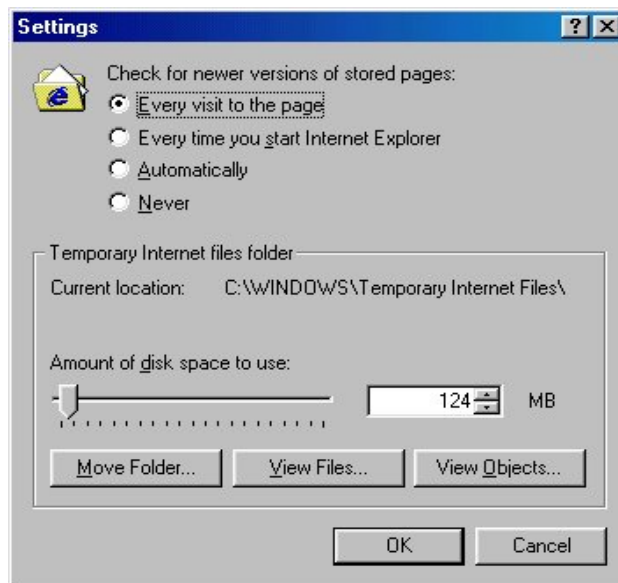 Settings
Check for newer versions of stored pages:
Every visit to the page
Every time you start Internet Explorer
Automatically
Never
Temporary Internet files folder
Current location: C:\WINDOWS\Temporary Internet Files\
Amount of disk space to use:
124 MB
Move Folder... View Files... View Objects...
OK Cancel